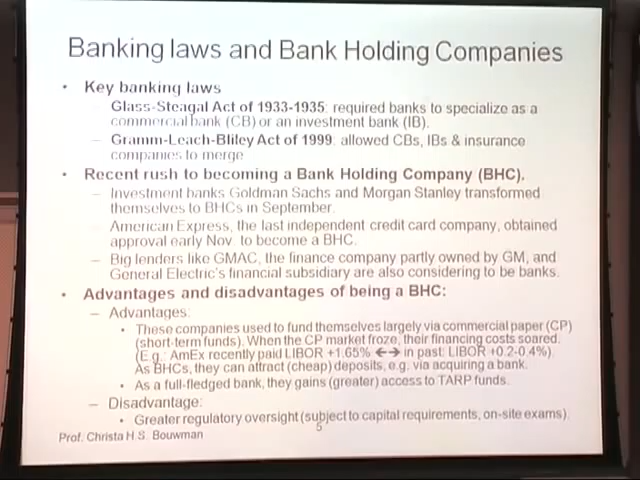 Banking laws and Bank Holding Companies
• Key banking laws
Glass-Steagal Act of 1933-1935: required banks to specialize as a
commercial bank (CB) or an investment bank (IB).
– Gramm-Leach-Bliley Act of 1999: allowed CBs, IBs & insurance
companies to merge
• Recent rush to becoming a Bank Holding Company (BHC).
– Investment banks Goldman Sachs and Morgan Stanley transformed
themselves to BHCs in September.
– American Express, the last independent credit card company, obtained
approval early Nov. to become a BHC.
– Big lenders like GMAC, the finance company partly owned by GM, and
General Electric's financial subsidiary are also considering to be banks.
• Advantages and disadvantages of being a BHC:
– Advantages:
• These companies used to fund themselves largely via commercial paper (CP)
(short-term funds). When the CP market froze, their financing costs soared.
(E.g.: AmEx recently paid LIBOR +1.65% ←→ in past: LIBOR +0.2-0.4%).
As BHCs, they can attract (cheap) deposits, e.g. via acquiring a bank.
• As a full-fledged bank, they gains (greater) access to TARP funds.
– Disadvantage:
• Greater regulatory oversight (subject to capital requirements, on-site exams).
5
Prof. Christa H.S. Bouwman